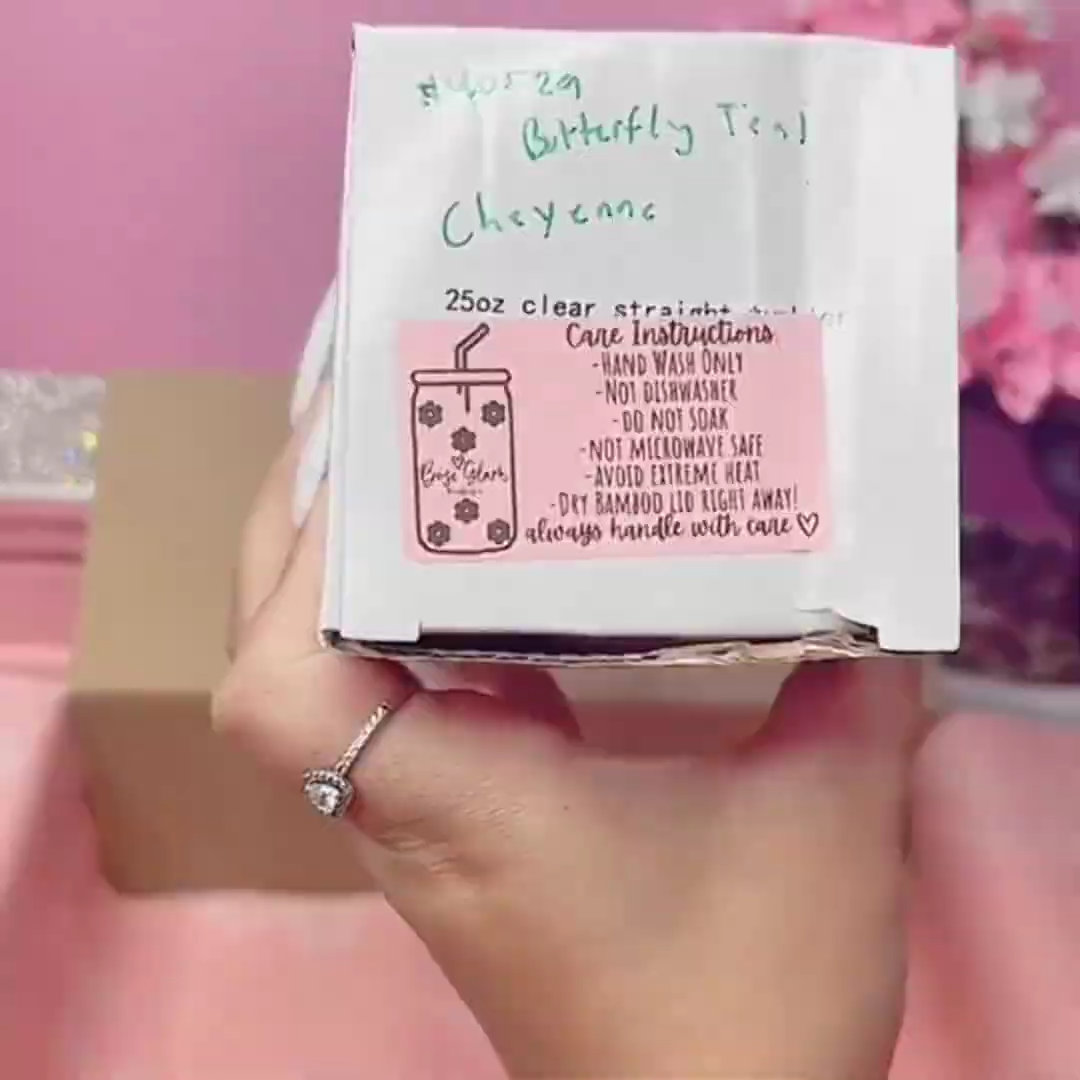 #40529
Butterfly Teal
Cheyenne
25oz clear straight
Care Instructions
-HAND WASH ONLY
-NOT DISHWASHER
-DO NOT SOAK
-NOT MICROWAVE SAFE
-AVOID EXTREME HEAT
-DRY BAMBOO LID RIGHT AWAY!
always handle with care ♡